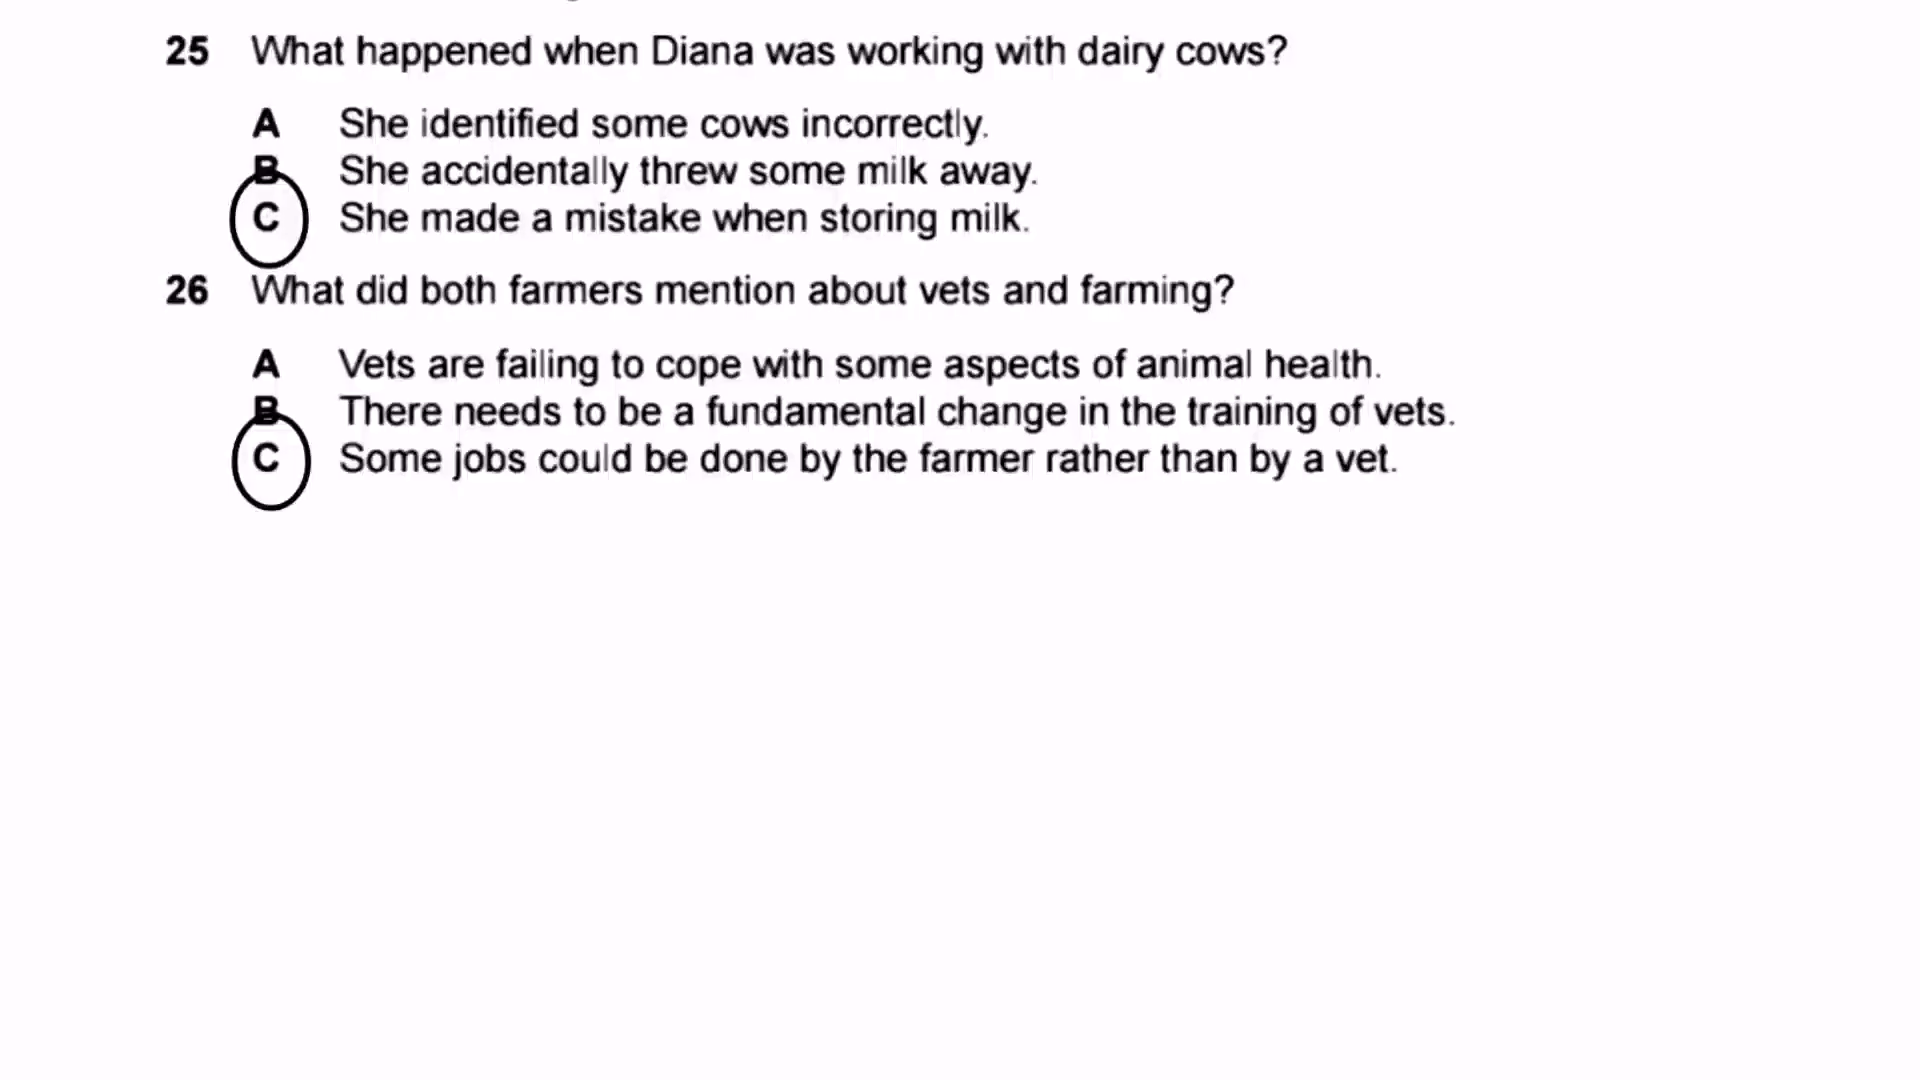 25 What happened when Diana was working with dairy cows?
A She identified some cows incorrectly.
B She accidentally threw some milk away.
C She made a mistake when storing milk.
26 What did both farmers mention about vets and farming?
A Vets are failing to cope with some aspects of animal health.
B There needs to be a fundamental change in the training of vets.
C Some jobs could be done by the farmer rather than by a vet.